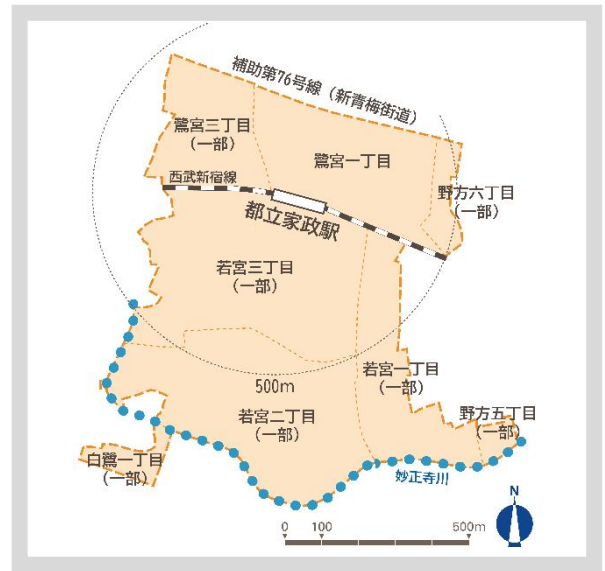 補助第76号線（新青梅街道）
鷺宮三丁目
（一部）
鷺宮一丁目
野方六丁目
（一部）
西武新宿線
都立家政駅
若宮三丁目
（一部）
500m
若宮一丁目
（一部）
若宮二丁目
（一部）
野方五丁目
（一部）
白鷺一丁目
（一部）
妙正寺川
N
0 100 500m